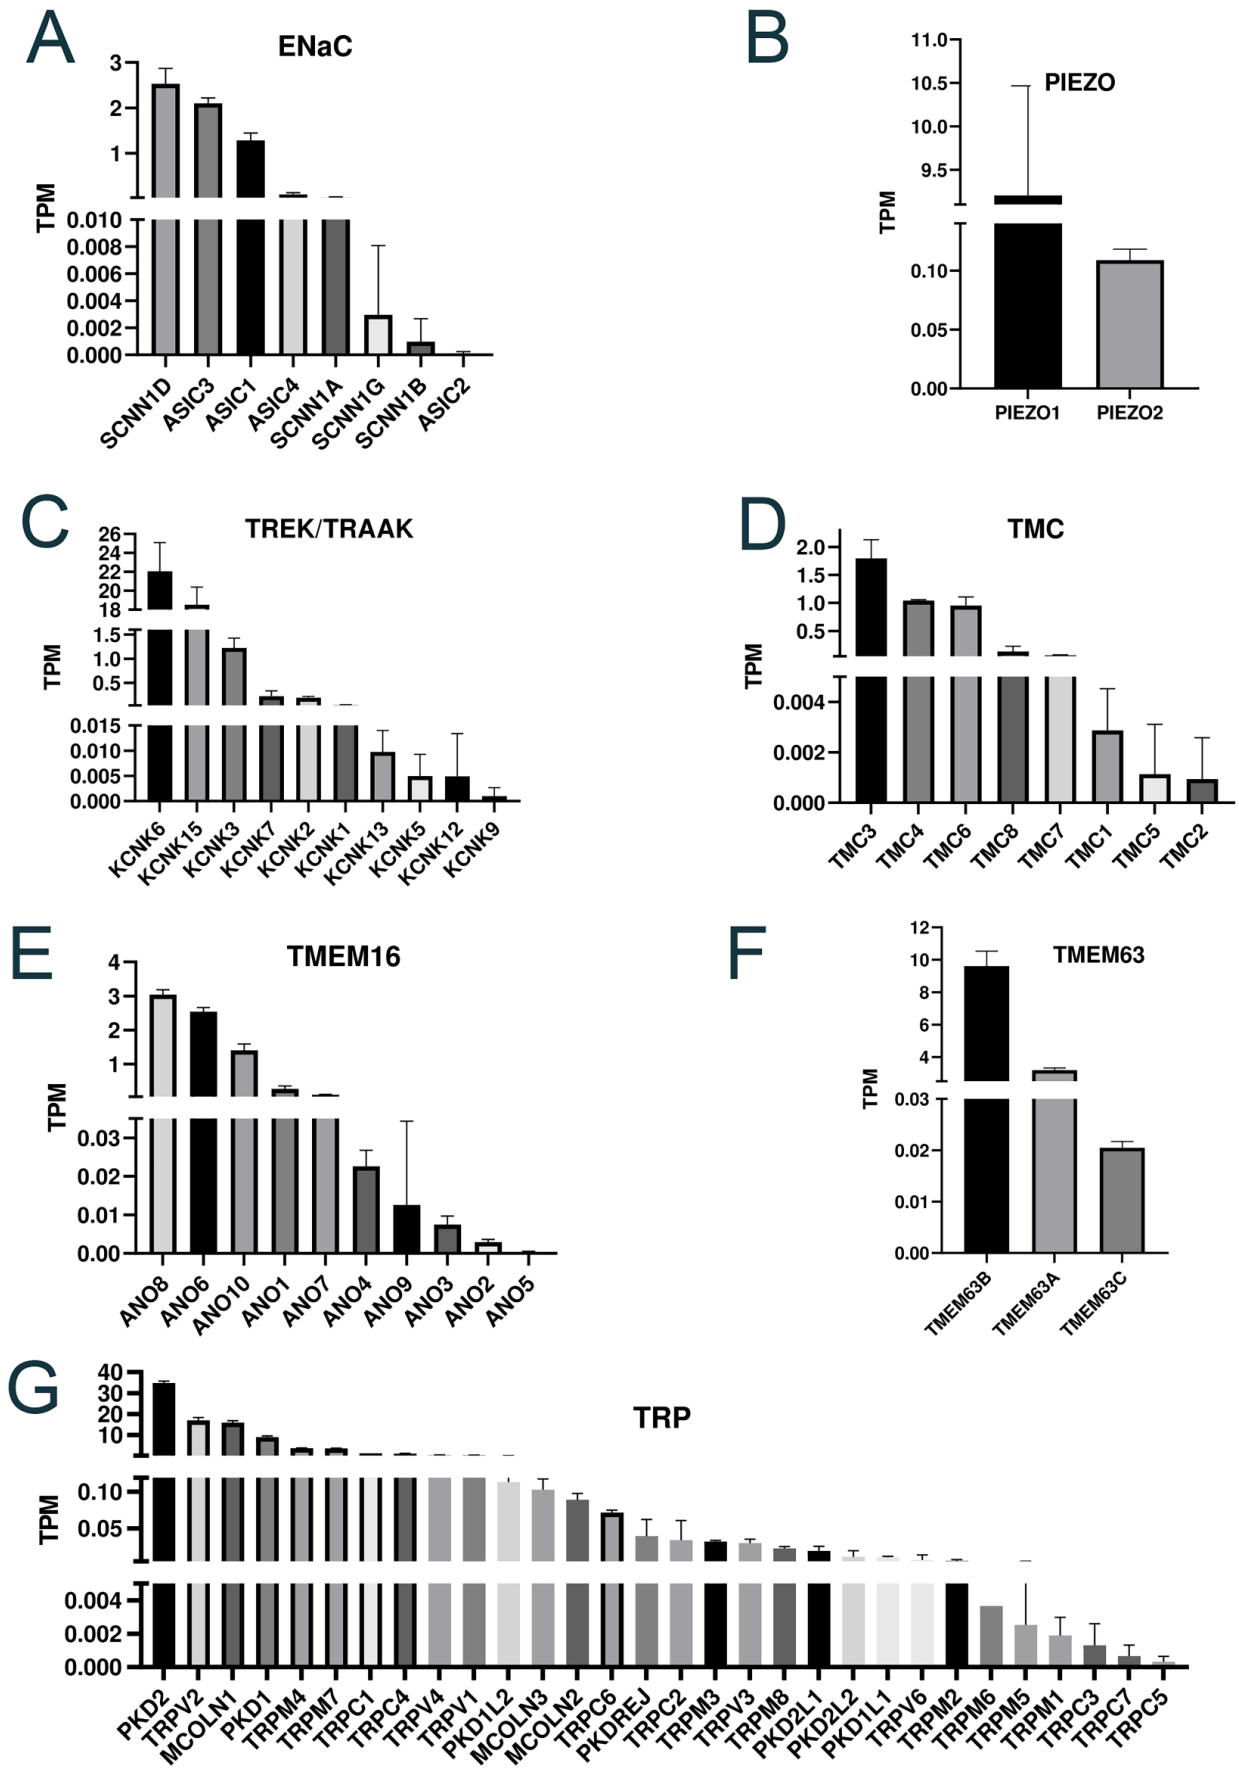 A
ENaC
TPM
3
2
1
0.010
0.008
0.006
0.004
0.002
0.000
SCNN1D
ASIC3
ASIC1
ASIC4
SCNN1A
SCNN1G
SCNN1B
ASIC2
B
PIEZO
TPM
11.0
10.5
10.0
9.5
0.10
0.05
0.00
PIEZO1
PIEZO2
C
TREK/TRAAK
TPM
26
24
22
20
18
1.5
1.0
0.5
0.015
0.010
0.005
0.000
KCNK6
KCNK15
KCNK3
KCNK7
KCNK2
KCNK1
KCNK13
KCNK5
KCNK12
KCNK9
D
TMC
TPM
2.0
1.5
1.0
0.5
0.004
0.002
0.000
TMC3
TMC4
TMC6
TMC8
TMC7
TMC1
TMC5
TMC2
E
TMEM16
TPM
4
3
2
1
0.03
0.02
0.01
0.00
ANO8
ANO6
ANO10
ANO1
ANO7
ANO4
ANO9
ANO3
ANO2
ANO5
F
TMEM63
TPM
12
10
8
6
4
0.03
0.02
0.01
0.00
TMEM63B
TMEM63A
TMEM63C
G
TRP
TPM
40
30
20
10
0.10
0.05
0.004
0.002
0.000
PKD2
TRPV2
MCOLN1
PKD1
TRPM4
TRPM7
TRPC1
TRPC4
TRPV4
TRPV1
PKD1L2
MCOLN3
MCOLN2
TRPC6
PKDREJ
TRPC2
TRPM3
TRPV3
TRPM8
PKD2L1
PKD2L2
PKD1L1
TRPV6
TRPM2
TRPM6
TRPM5
TRPM1
TRPC3
TRPC7
TRPC5